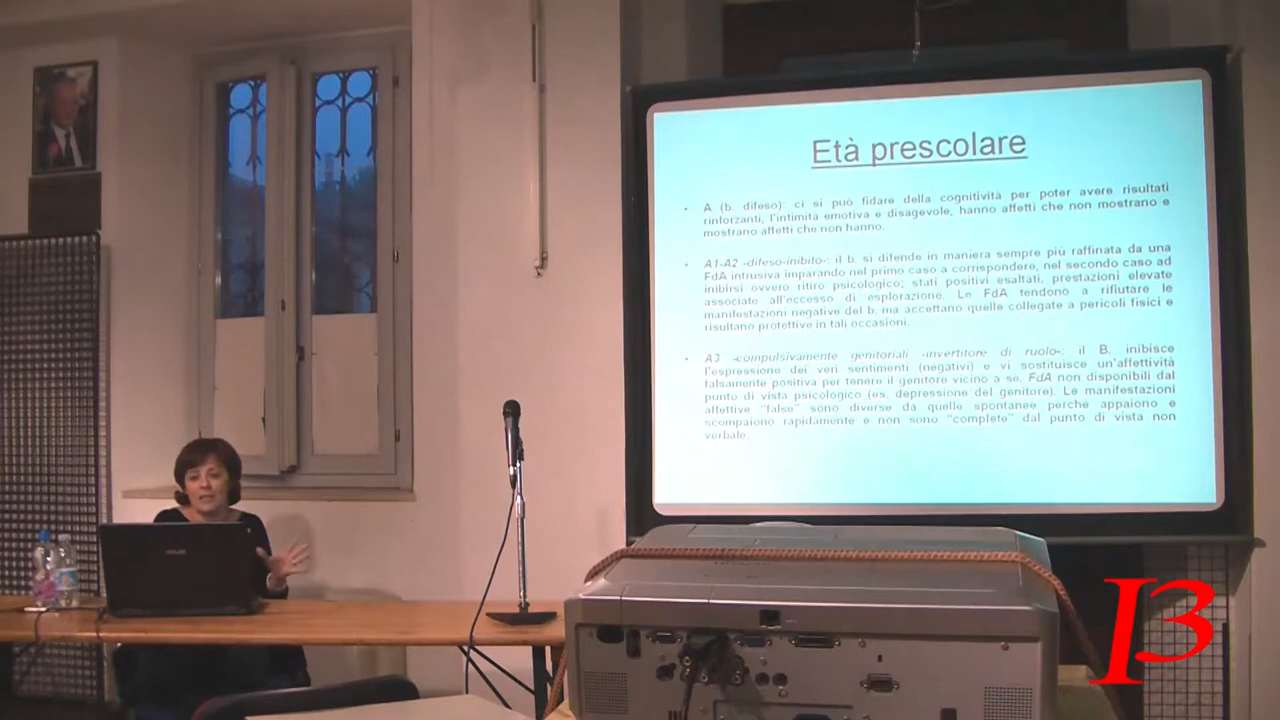 Età prescolare
A (b. difeso): ci si può fidare della cognitività per poter avere risultati
rinforzanti, l'intimità emotiva e disagevole, hanno affetti che non mostrano e
mostrano affetti che non hanno.
A1-A2 -difeso-inibito-: il b. si difende in maniera sempre più raffinata da una
FdA intrusiva imparando nel primo caso a corrispondere, nel secondo caso ad
inibirsi ovvero ritiro psicologico; stati positivi esaltati, prestazioni elevate
associate all'eccesso di esplorazione. Le FdA tendono a rifiutare le
manifestazioni negative del b. ma accettano quelle collegate a pericoli fisici e
risultano protettive in tali occasioni.
A3 -compulsivamente genitoriali -invertitore di ruolo-: il B. inibisce
l'espressione dei veri sentimenti (negativi) e vi sostituisce un'affettività
falsamente positiva per tenere il genitore vicino a se. FdA non disponibili dal
punto di vista psicologico (es. depressione del genitore). Le manifestazioni
affettive "false" sono diverse da quelle spontanee perche appaiono e
scompaiono rapidamente e non sono "complete" dal punto di vista non
verbale.
ASUS
13